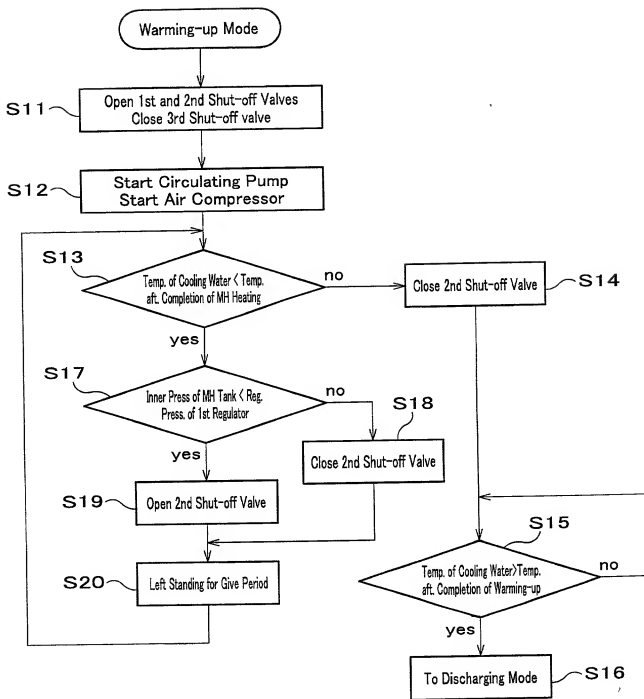 Warming-up Mode
S11
Open 1st and 2nd Shut-off Valves
Close 3rd Shut-off valve
S12
Start Circulating Pump
Start Air Compressor
S13
Temp. of Cooling Water < Temp.
aft. Completion of MH Heating
no
yes
Close 2nd Shut-off Valve
S14
S17
Inner Press of MH Tank < Reg.
Press. of 1st Regulator
no
yes
S18
Close 2nd Shut-off Valve
S19
Open 2nd Shut-off Valve
S20
Left Standing for Give Period
S15
Temp. of Cooling Water>Temp.
aft. Completion of Warming-up
no
yes
To Discharging Mode
S16